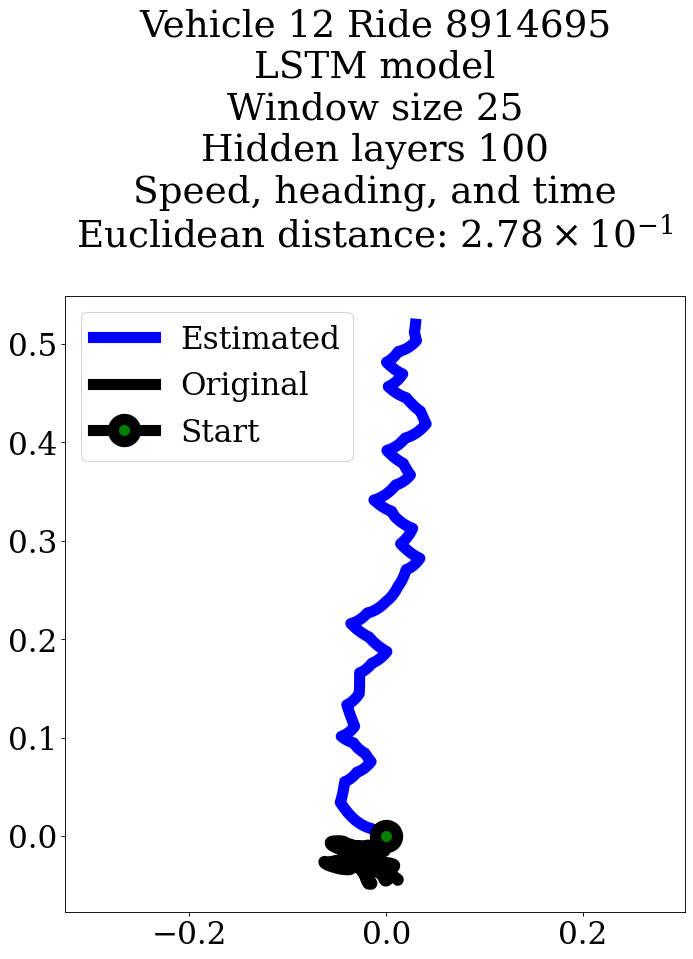 Vehicle 12 Ride 8914695
LSTM model
Window size 25
Hidden layers 100
Speed, heading, and time
Euclidean distance: 2.78 × 10⁻¹
Estimated
Original
Start
0.5
0.4
0.3
0.2
0.1
0.0
−0.2 0.0 0.2